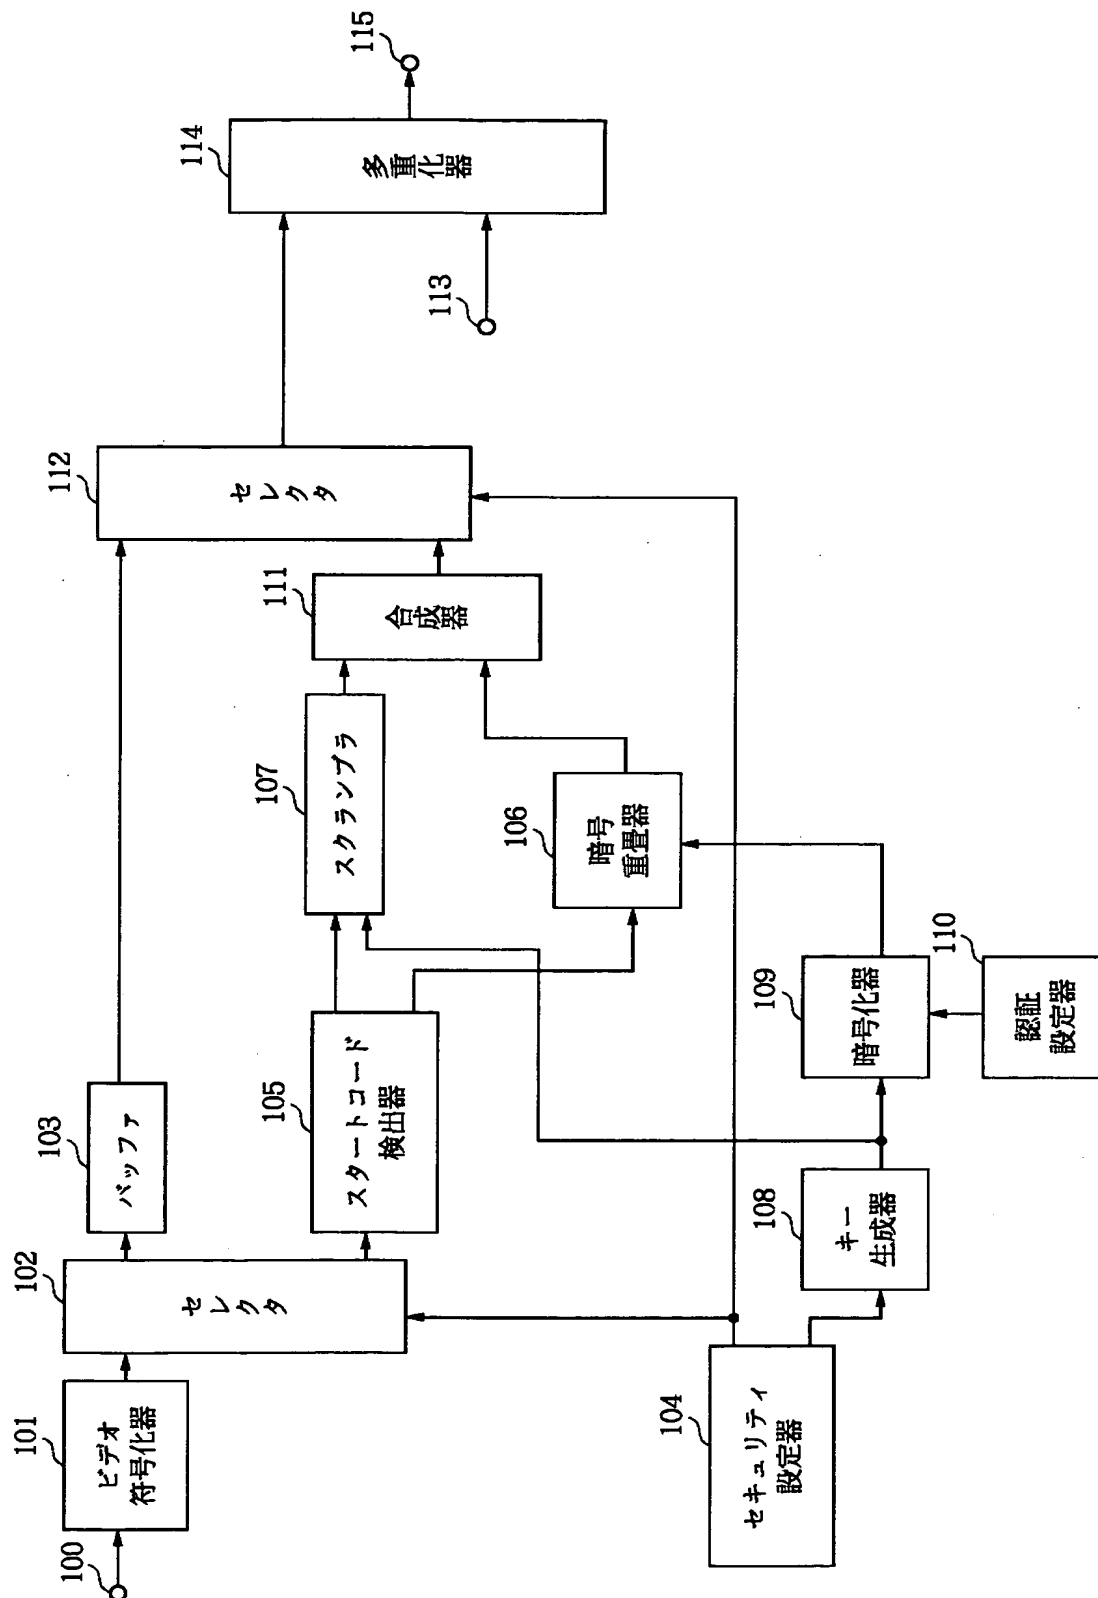 100
101
ビデオ
符号化器
102
セレクタ
103
バッファ
104
セキュリティ
設定器
105
スタートコード
検出器
106
暗号
重畳器
107
スクランブラ
108
キー
生成器
109
暗号化器
110
認証
設定器
111
合成器
112
セレクタ
113
114
多重化器
115